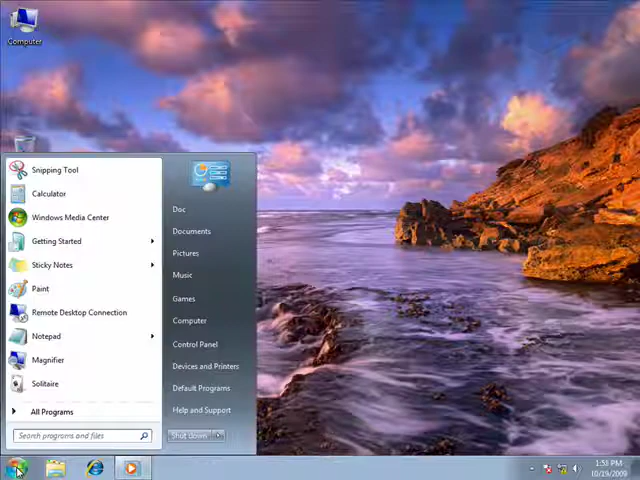 Computer
Snipping Tool
Calculator
Windows Media Center
Getting Started
Sticky Notes
Paint
Remote Desktop Connection
Notepad
Magnifier
Solitaire
All Programs
Search programs and files
Doc
Documents
Pictures
Music
Games
Computer
Control Panel
Devices and Printers
Default Programs
Help and Support
Shut down
1:58 PM
10/19/2009